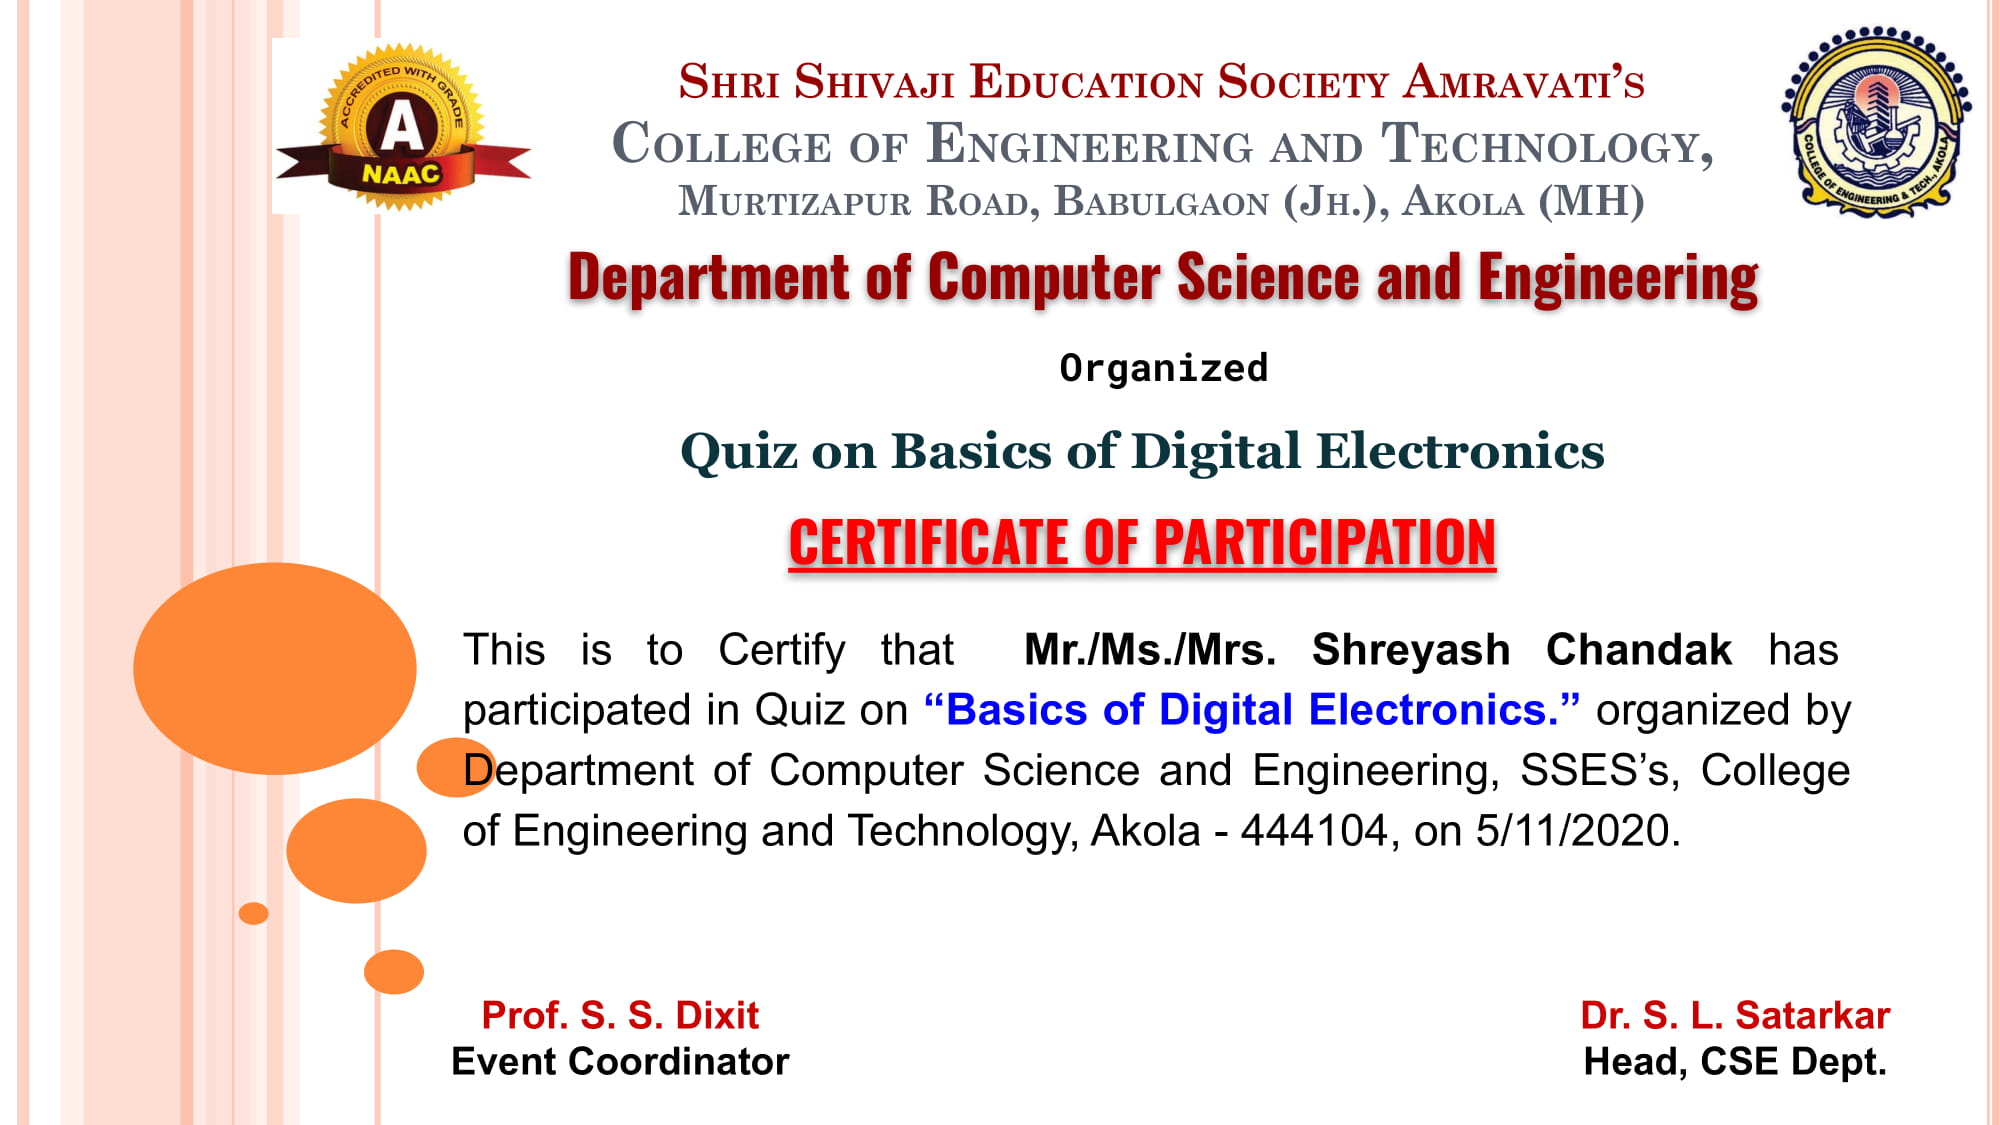 ACCREDITED WITH GRADE
A
NAAC
SHRI SHIVAJI EDUCATION SOCIETY AMRAVATI’S
COLLEGE OF ENGINEERING AND TECHNOLOGY,
MURTIZAPUR ROAD, BABULGAON (JH.), AKOLA (MH)
COLLEGE OF ENGINEERING & TECH., AKOLA
Department of Computer Science and Engineering
Organized
Quiz on Basics of Digital Electronics
CERTIFICATE OF PARTICIPATION
This is to Certify that Mr./Ms./Mrs. Shreyash Chandak has
participated in Quiz on “Basics of Digital Electronics.” organized by
Department of Computer Science and Engineering, SSES’s, College
of Engineering and Technology, Akola - 444104, on 5/11/2020.
Prof. S. S. Dixit
Event Coordinator
Dr. S. L. Satarkar
Head, CSE Dept.